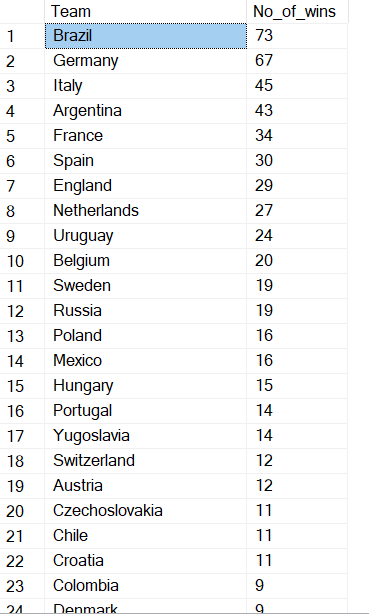 Team No_of_wins
1 Brazil 73
2 Germany 67
3 Italy 45
4 Argentina 43
5 France 34
6 Spain 30
7 England 29
8 Netherlands 27
9 Uruguay 24
10 Belgium 20
11 Sweden 19
12 Russia 19
13 Poland 16
14 Mexico 16
15 Hungary 15
16 Portugal 14
17 Yugoslavia 14
18 Switzerland 12
19 Austria 12
20 Czechoslovakia 11
21 Chile 11
22 Croatia 11
23 Colombia 9
24 Denmark 9